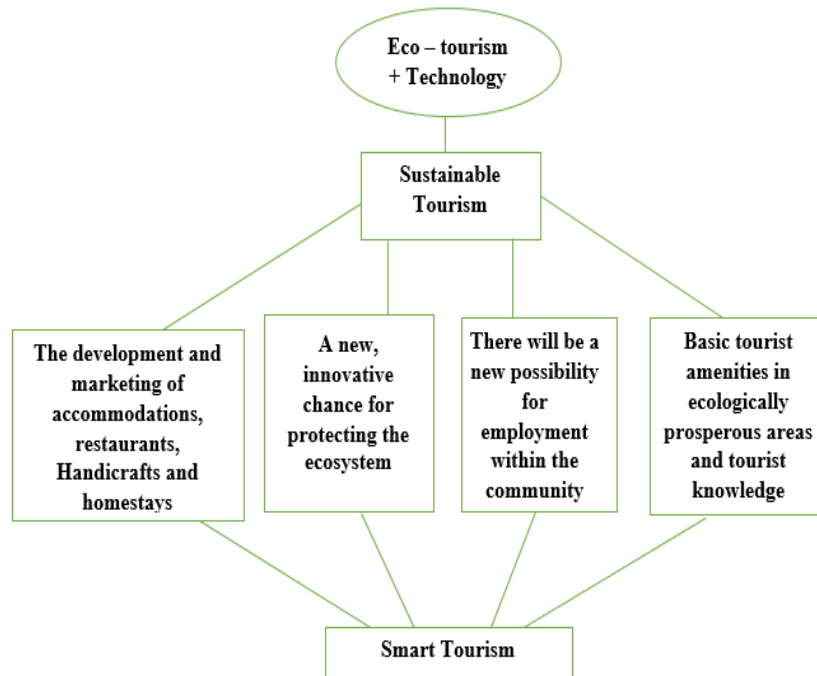 Eco – tourism
+ Technology
Sustainable
Tourism
The development and
marketing of
accommodations,
restaurants,
Handicrafts and
homestays
A new,
innovative
chance for
protecting the
ecosystem
There will be a
new possibility
for
employment
within the
community
Basic tourist
amenities in
ecologically
prosperous areas
and tourist
knowledge
Smart Tourism